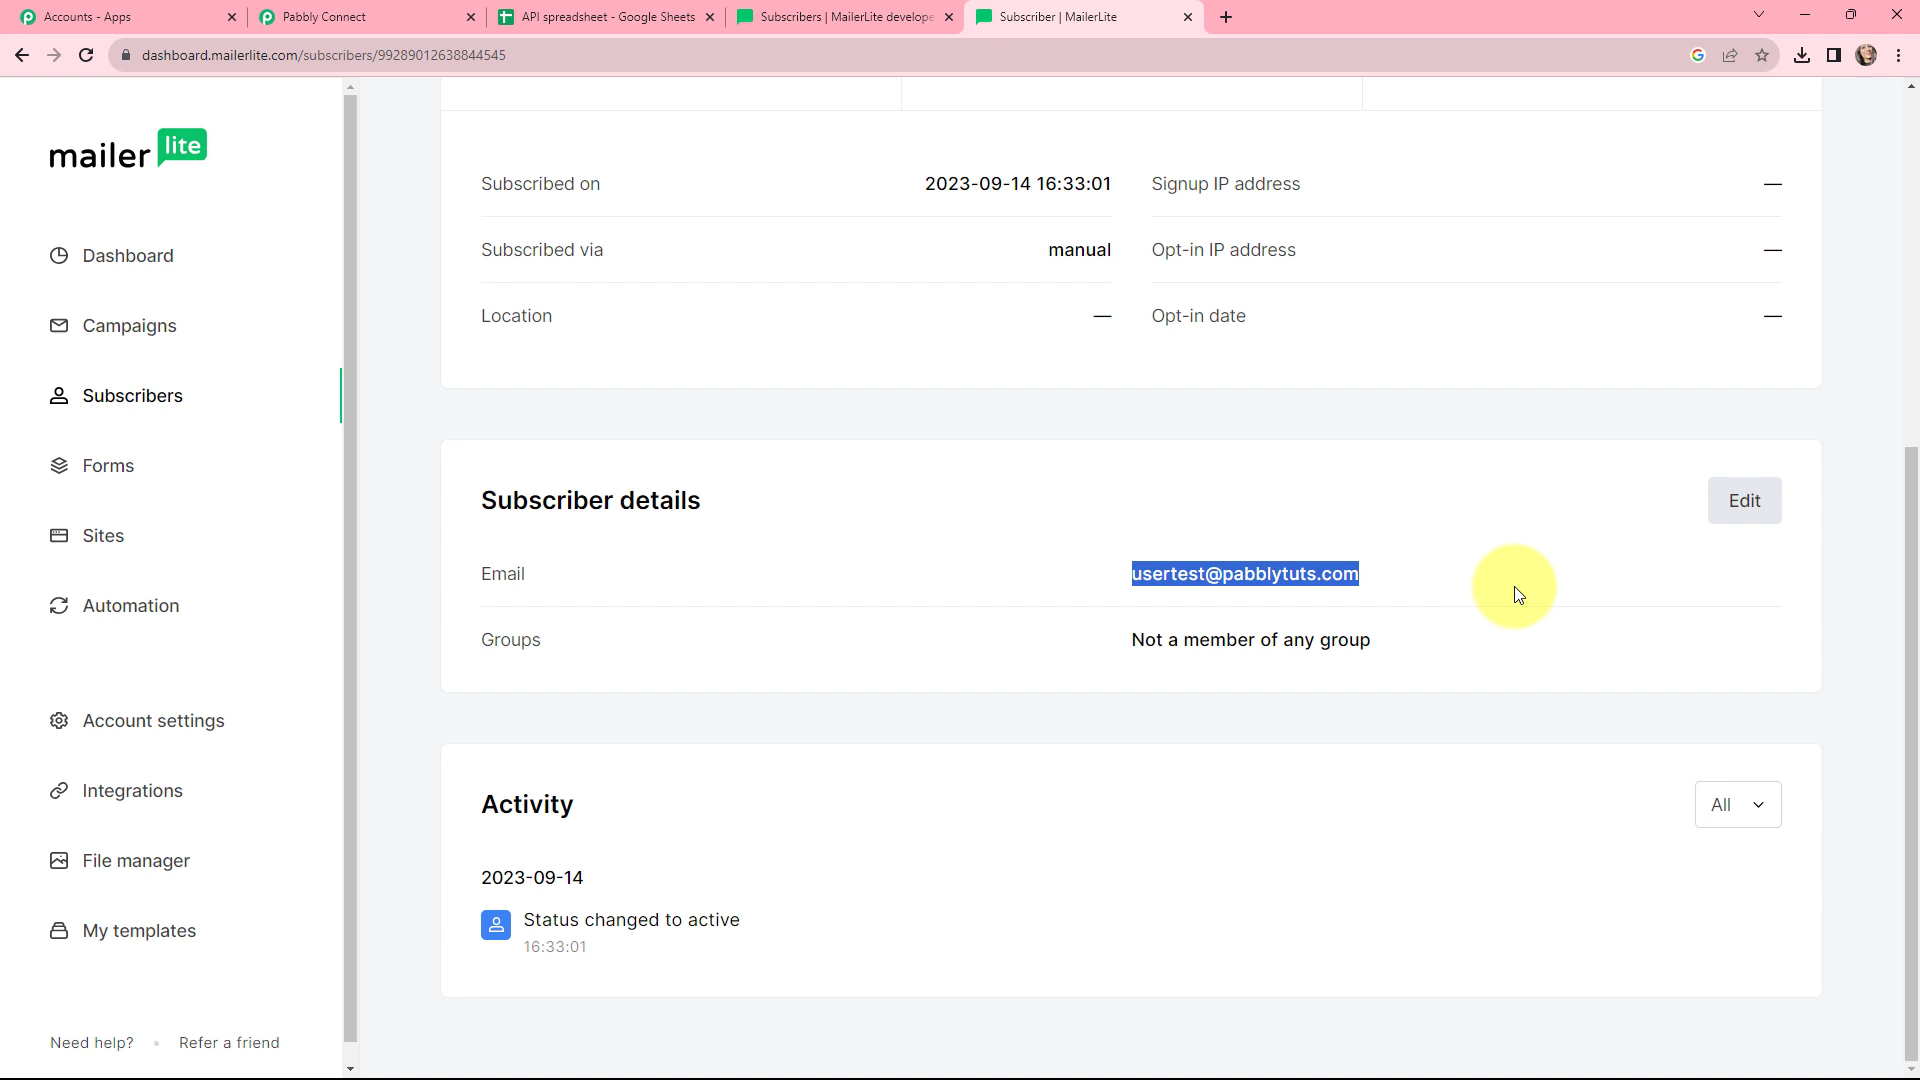 Accounts - Apps
Pabbly Connect
API spreadsheet - Google Sheets
Subscribers | MailerLite develope
Subscriber | MailerLite
dashboard.mailerlite.com/subscribers/99289012638844545
mailer lite
Dashboard
Campaigns
Subscribers
Forms
Sites
Automation
Account settings
Integrations
File manager
My templates
Need help? • Refer a friend
Subscribed on 2023-09-14 16:33:01 Signup IP address —
Subscribed via manual Opt-in IP address —
Location — Opt-in date —
Subscriber details Edit
Email usertest@pabblytuts.com
Groups Not a member of any group
Activity All
2023-09-14
Status changed to active
16:33:01